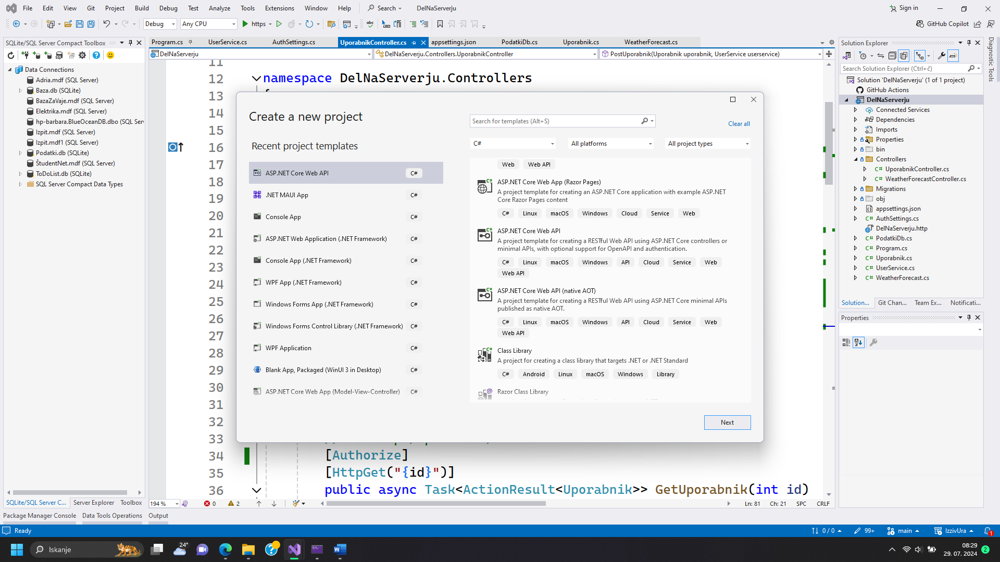 File Edit View Git Project Build Debug Test Analyze Tools Extensions Window Help Search DelNaServerju Sign in
Debug Any CPU https GitHub Copilot
SQLite/SQL Server Compact Toolbox
Data Connections
Adria.mdf (SQL Server)
Baza.db (SQLite)
BazaZaVaje.mdf (SQL Server)
Elektrika.mdf (SQL Server)
hp-barbara.BlueOceanDB.dbo (SQL Ser
Izpit.mdf (SQL Server)
Izpit.mdf1 (SQL Server)
Podatki.db (SQLite)
ŠtudentNet.mdf (SQL Server)
ToDoList.db (SQLite)
SQL Server Compact Data Types
SQLite/SQL Server C... Server Explorer Toolbox
Program.cs UserService.cs AuthSettings.cs UporabnikController.cs appsettings.json PodatkiDb.cs Uporabnik.cs WeatherForecast.cs
DelNaServerju DelNaServerju.Controllers.UporabnikController PostUporabnik(Uporabnik uporabnik, UserService userservice)
11
12 namespace DelNaServerju.Controllers
13
14
15
16
17
18
19
20
21
22
23
24
25
26
27
28
29
30
31
32
33
34 [Authorize]
35 [HttpGet("{id}")]
36 public async Task<ActionResult<Uporabnik>> GetUporabnik(int id)
194 % 0 2 Ln: 81 Ch: 21 SPC CRLF
Create a new project
Recent project templates
ASP.NET Core Web API C#
.NET MAUI App C#
Console App C#
ASP.NET Web Application (.NET Framework) C#
Console App (.NET Framework) C#
WPF App (.NET Framework) C#
Windows Forms App (.NET Framework) C#
Windows Forms Control Library (.NET Framework) C#
WPF Application C#
Blank App, Packaged (WinUI 3 in Desktop) C#
ASP.NET Core Web App (Model-View-Controller) C#
Search for templates (Alt+S)
Clear all
C# All platforms All project types
Web Web API
ASP.NET Core Web App (Razor Pages)
A project template for creating an ASP.NET Core application with example ASP.NET
Core Razor Pages content
C# Linux macOS Windows Cloud Service Web
ASP.NET Core Web API
A project template for creating a RESTful Web API using ASP.NET Core controllers or
minimal APIs, with optional support for OpenAPI and authentication.
C# Linux macOS Windows API Cloud Service Web
Web API
ASP.NET Core Web API (native AOT)
A project template for creating a RESTful Web API using ASP.NET Core minimal APIs
published as native AOT.
C# Linux macOS Windows API Cloud Service Web
Web API
Class Library
A project for creating a class library that targets .NET or .NET Standard
C# Android Linux macOS Windows Library
Razor Class Library
Next
Solution Explorer
Search Solution Explorer (Ctrl+č)
Solution 'DelNaServerju' (1 of 1 project)
GitHub Actions
DelNaServerju
Connected Services
Dependencies
Imports
Properties
bin
Controllers
C# UporabnikController.cs
C# WeatherForecastController.cs
Migrations
obj
appsettings.json
C# AuthSettings.cs
DelNaServerju.http
C# PodatkiDb.cs
C# Program.cs
C# Uporabnik.cs
C# UserService.cs
C# WeatherForecast.cs
Solution... Git Chan... Team Ex... Notificati...
Properties
Diagnostic Tools
Package Manager Console Data Tools Operations Output
Ready 0 / 0 99+ main IzzivUra 1
Iskanje 24° 08:29
29. 07. 2024 2